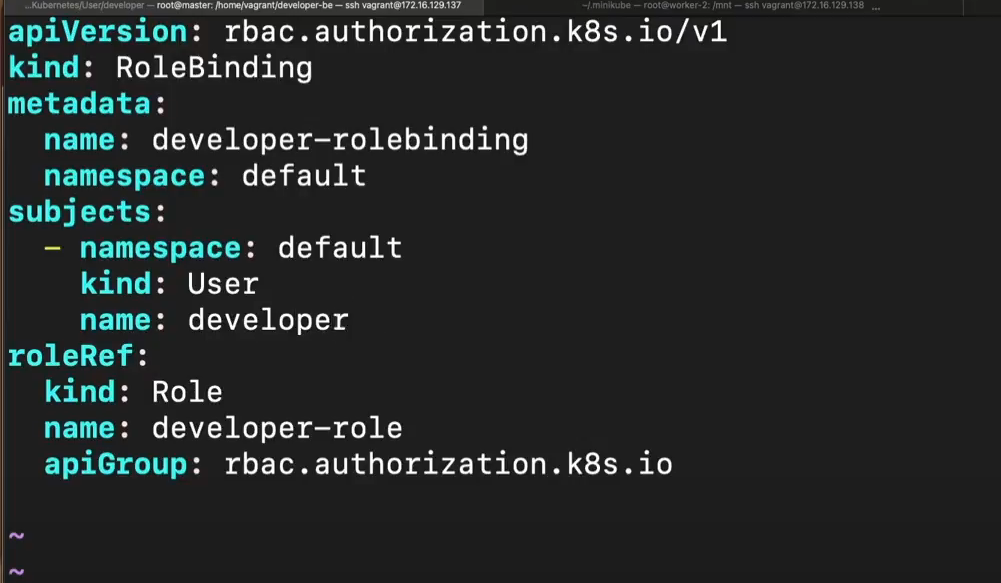 ...Kubernetes/User/developer — root@master: /home/vagrant/developer-be — ssh vagrant@172.16.129.137
~/.minikube — root@worker-2: /mnt — ssh vagrant@172.16.129.138 ...
apiVersion: rbac.authorization.k8s.io/v1
kind: RoleBinding
metadata:
  name: developer-rolebinding
  namespace: default
subjects:
  - namespace: default
    kind: User
    name: developer
roleRef:
  kind: Role
  name: developer-role
  apiGroup: rbac.authorization.k8s.io
~
~